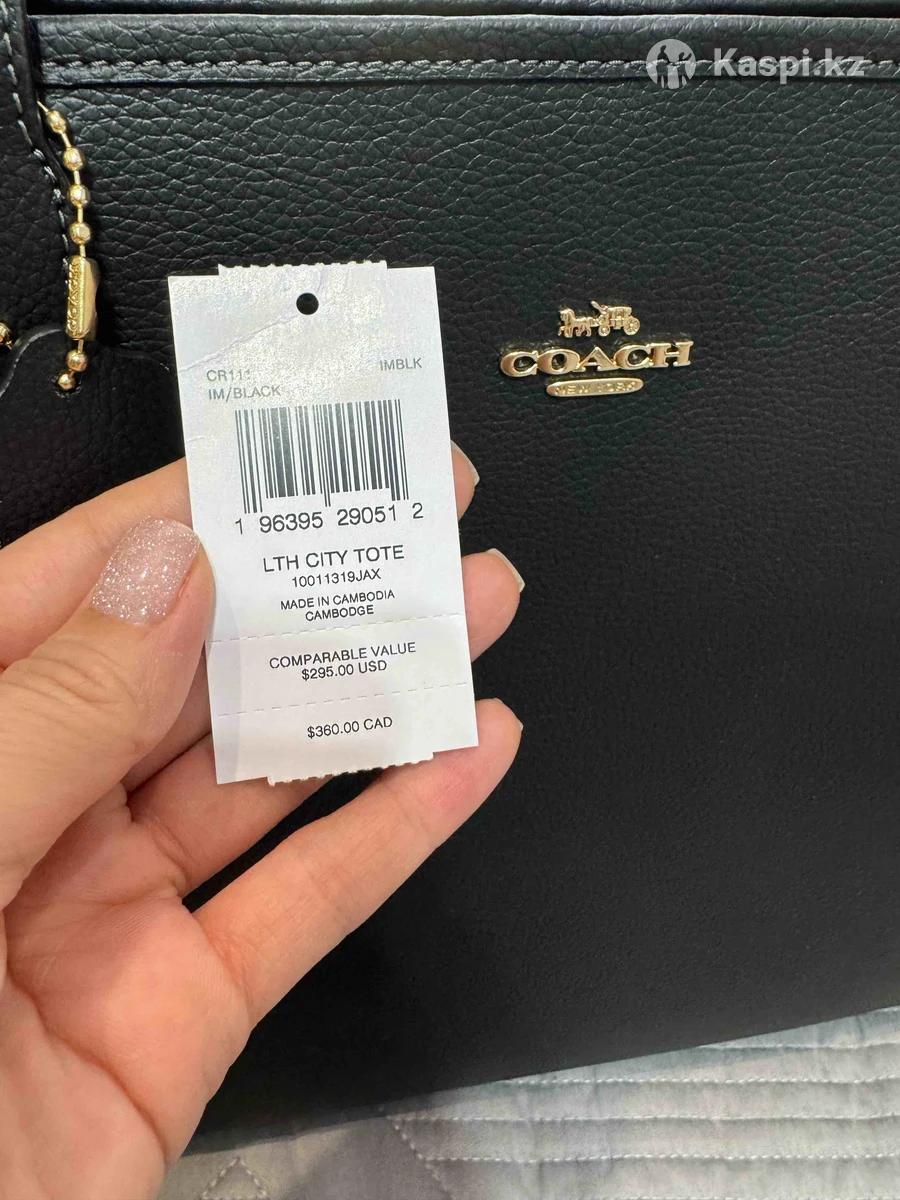 Kaspi.kz
COACH
NEW YORK
CR111 IMBLK
IM/BLACK
1 96395 29051 2
LTH CITY TOTE
10011319JAX
MADE IN CAMBODIA
CAMBODGE
COMPARABLE VALUE
$295.00 USD
$360.00 CAD